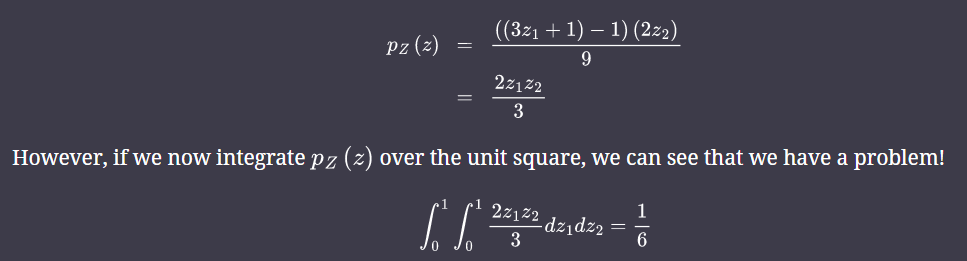 p_Z (z) = ((3z_1 + 1) − 1) (2z_2) / 9
= 2z_1z_2 / 3
However, if we now integrate p_Z (z) over the unit square, we can see that we have a problem!
∫_0^1 ∫_0^1 2z_1z_2 / 3 dz_1dz_2 = 1 / 6